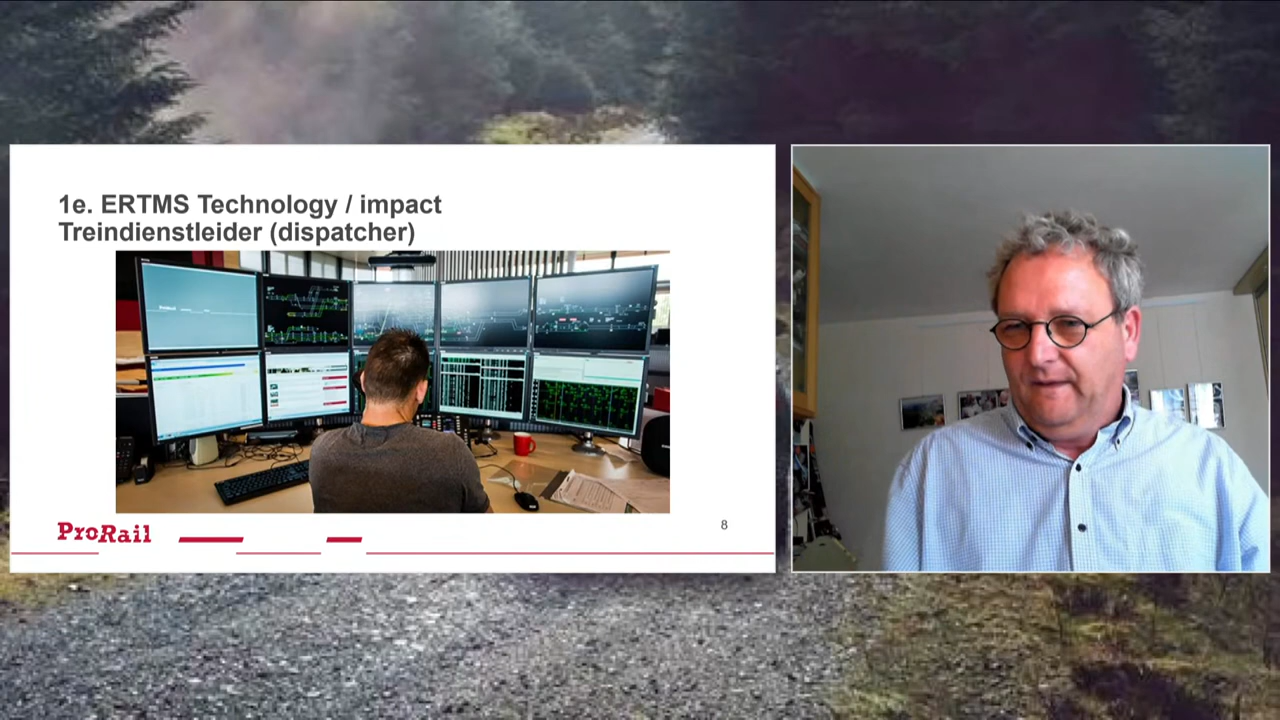 1e. ERTMS Technology / impact
Treindienstleider (dispatcher)
ProRail
8